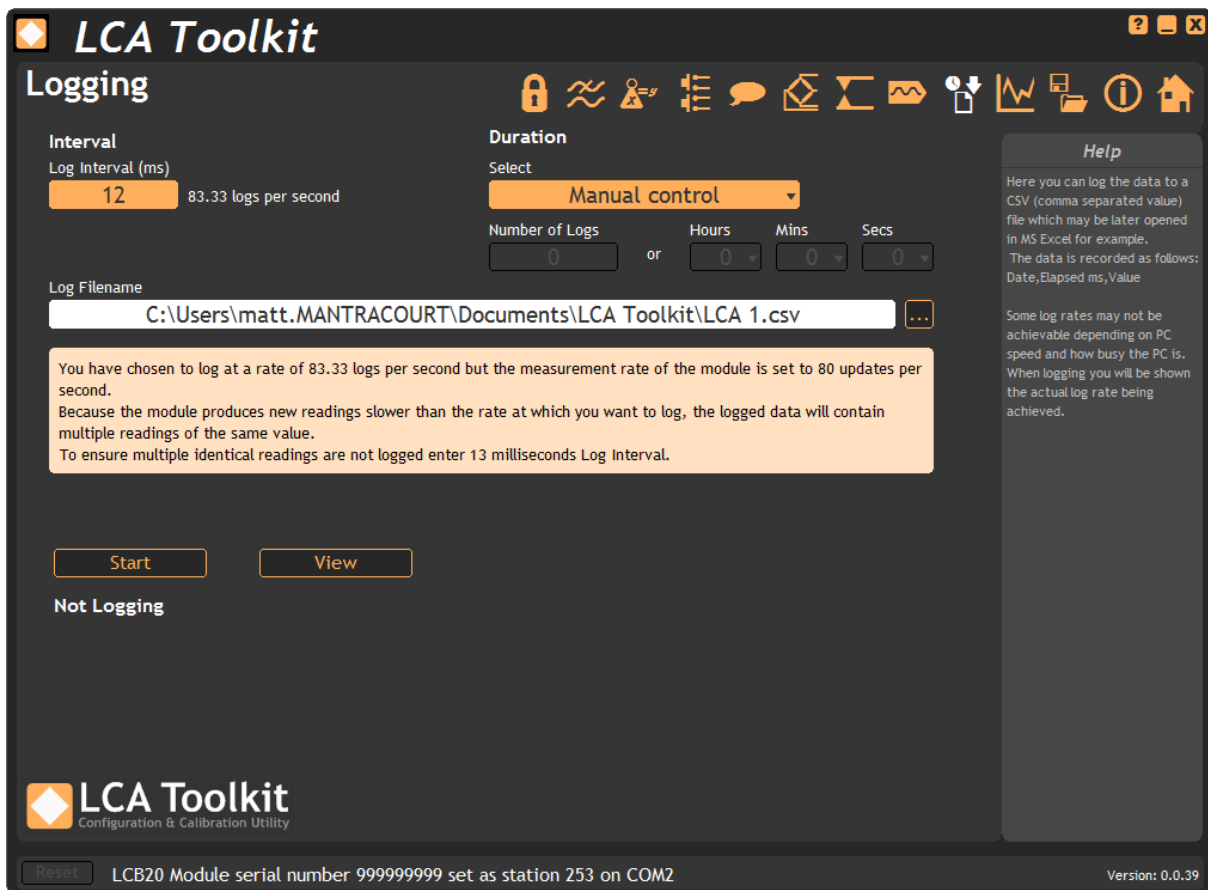 LCA Toolkit
? _ X
Logging
Interval
Log Interval (ms)
12
83.33 logs per second
Duration
Select
Manual control
Number of Logs
Hours
Mins
Secs
0
or
0
0
0
Log Filename
C:\Users\matt.MANTRACOURT\Documents\LCA Toolkit\LCA 1.csv
...
You have chosen to log at a rate of 83.33 logs per second but the measurement rate of the module is set to 80 updates per
second.
Because the module produces new readings slower than the rate at which you want to log, the logged data will contain
multiple readings of the same value.
To ensure multiple identical readings are not logged enter 13 milliseconds Log Interval.
Start
View
Not Logging
Help
Here you can log the data to a
CSV (comma separated value)
file which may be later opened
in MS Excel for example.
The data is recorded as follows:
Date,Elapsed ms,Value
Some log rates may not be
achievable depending on PC
speed and how busy the PC is.
When logging you will be shown
the actual log rate being
achieved.
LCA Toolkit
Configuration & Calibration Utility
Reset
LCB20 Module serial number 999999999 set as station 253 on COM2
Version: 0.0.39